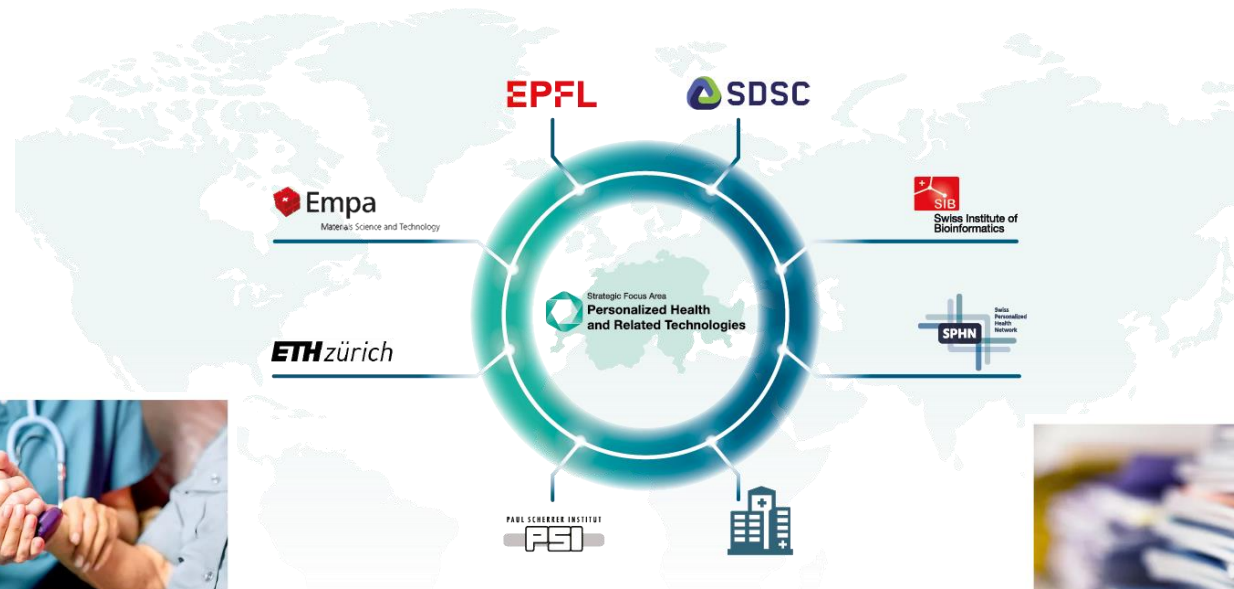 EPFL
SDSC
Empa
Materials Science and Technology
SIB
Swiss Institute of
Bioinformatics
Strategic Focus Area
Personalized Health
and Related Technologies
Swiss
Personalized
Health
Network
SPHN
ETH zürich
PAUL SCHERRER INSTITUT
PSI